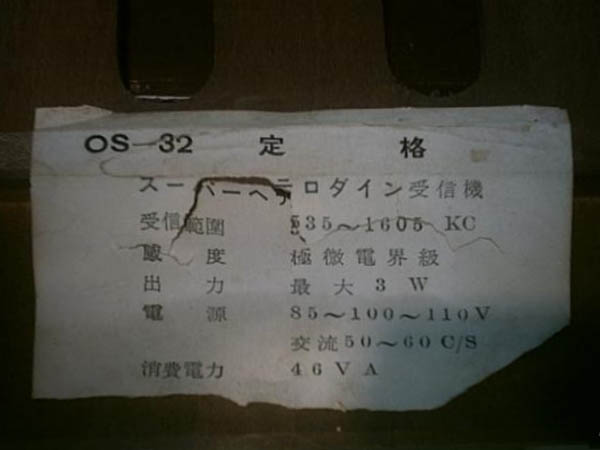 OS-32 定格
スーパーヘテロダイン受信機
受信範囲 535～1605 KC
感度 極微電界級
出力 最大 3 W
電源 85～100～110V
交流50～60C/S
消費電力 46VA